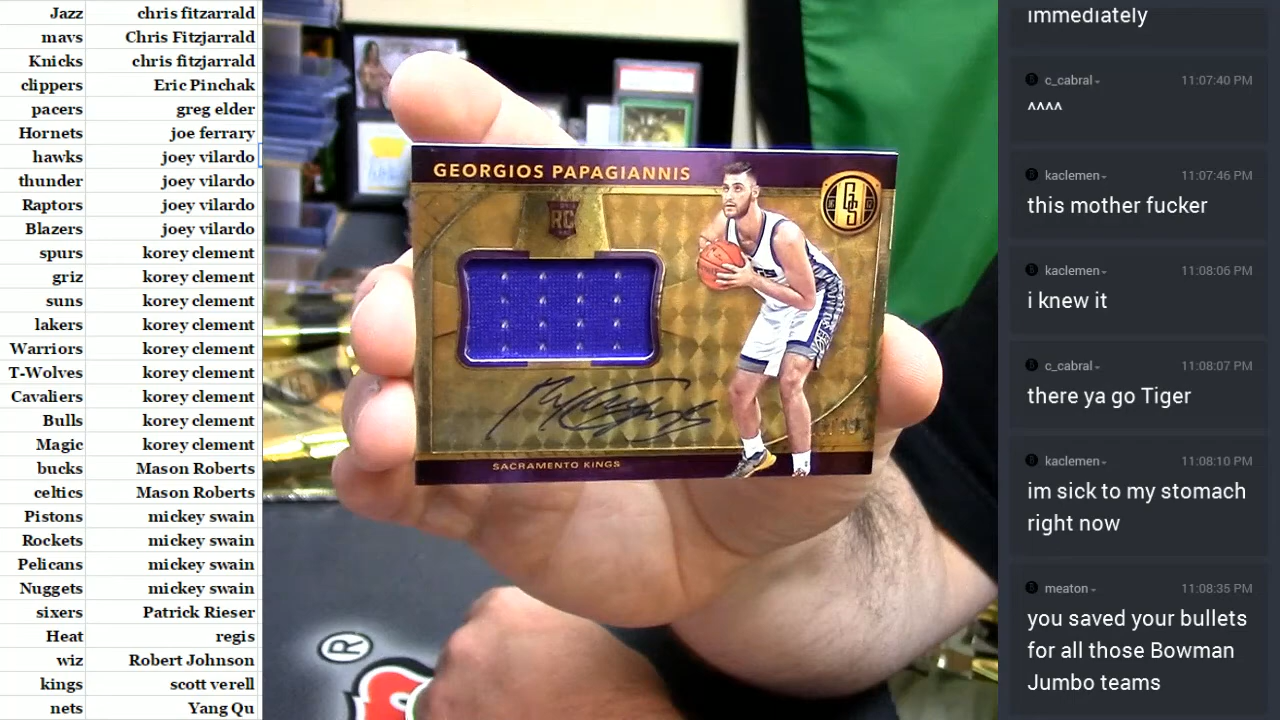 Jazz chris fitzarrald
mavs Chris Fitzjarrald
Knicks chris fitzjarrald
clippers Eric Pinchak
pacers greg elder
Hornets joe ferrary
hawks joey vilardo
thunder joey vilardo
Raptors joey vilardo
Blazers joey vilardo
spurs korey clement
griz korey clement
suns korey clement
lakers korey clement
Warriors korey clement
T-Wolves korey clement
Cavaliers korey clement
Bulls korey clement
Magic korey clement
bucks Mason Roberts
celtics Mason Roberts
Pistons mickey swain
Rockets mickey swain
Pelicans mickey swain
Nuggets mickey swain
sixers Patrick Rieser
Heat regis
wiz Robert Johnson
kings scott verell
nets Yang Qu
GEORGIOS PAPAGIANNIS
RC
GS
SACRAMENTO KINGS
®
immediately
c_cabral 11:07:40 PM
^^^^
kaclemen 11:07:46 PM
this mother fucker
kaclemen 11:08:06 PM
i knew it
c_cabral 11:08:07 PM
there ya go Tiger
kaclemen 11:08:10 PM
im sick to my stomach
right now
meaton 11:08:35 PM
you saved your bullets
for all those Bowman
Jumbo teams